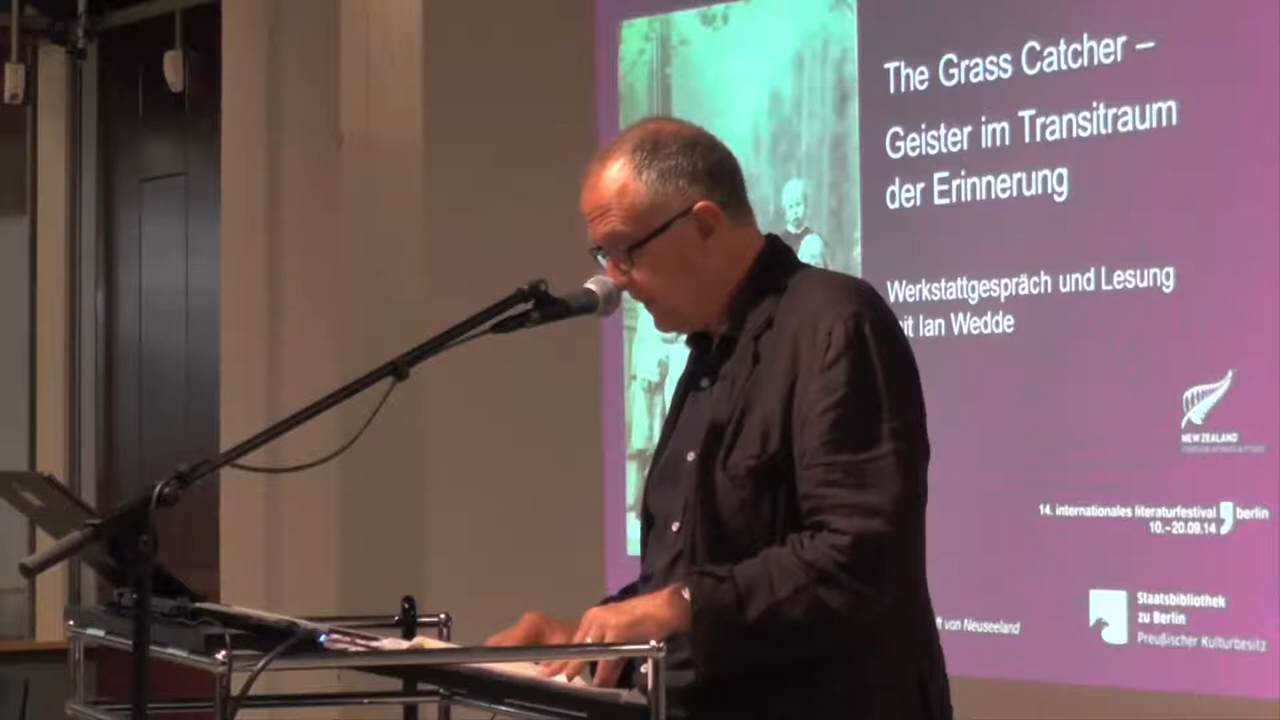 The Grass Catcher –
Geister im Transitraum
der Erinnerung
Werkstattgespräch und Lesung
Ian Wedde
NEW ZEALAND
14. internationales literaturfestival berlin
10.–20.09.14
Staatsbibliothek
zu Berlin
Preußischer Kulturbesitz
von Neuseeland